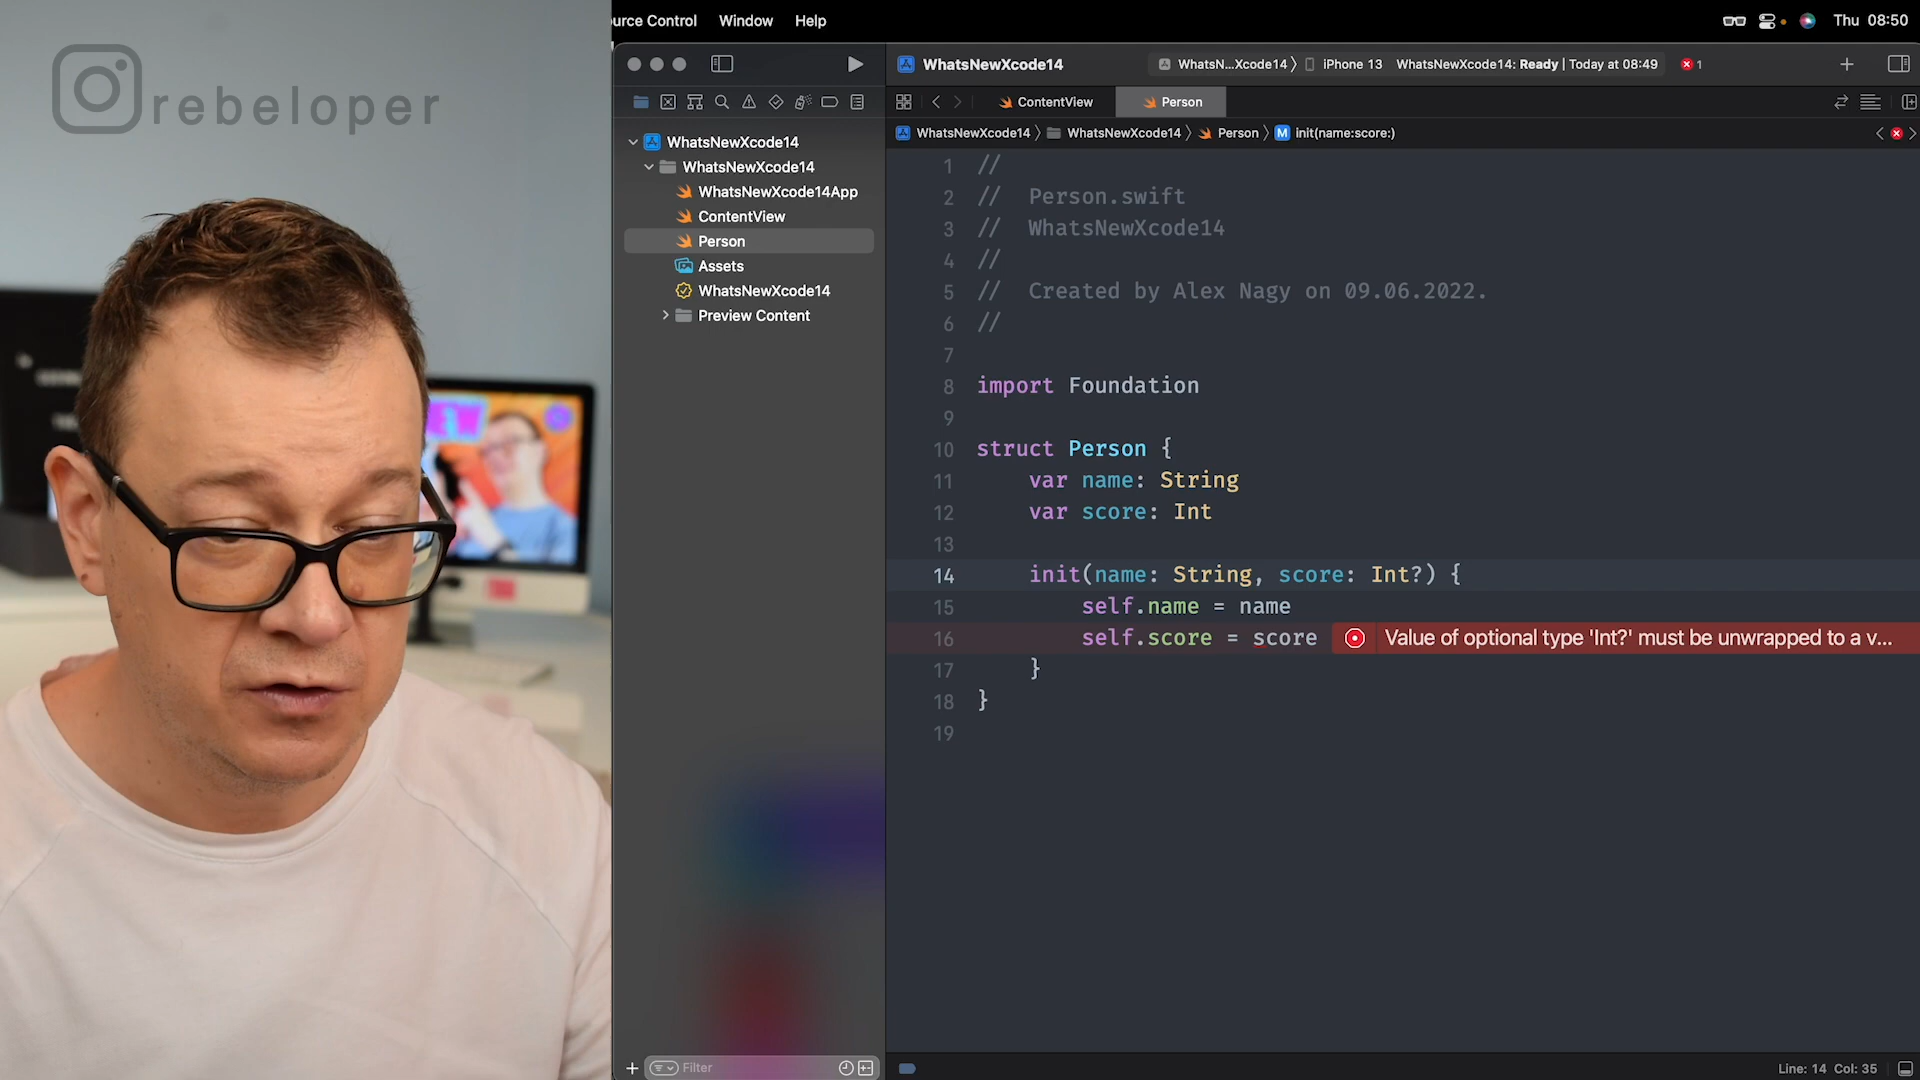 rebeloper
urce Control Window Help
Thu 08:50
WhatsNewXcode14
WhatsN...Xcode14 〉 iPhone 13 WhatsNewXcode14: Ready | Today at 08:49
1
ContentView
Person
WhatsNewXcode14 〉 WhatsNewXcode14 〉 Person 〉 M init(name:score:)
WhatsNewXcode14
WhatsNewXcode14
WhatsNewXcode14App
ContentView
Person
Assets
WhatsNewXcode14
Preview Content
Filter
1 //
2 // Person.swift
3 // WhatsNewXcode14
4 //
5 // Created by Alex Nagy on 09.06.2022.
6 //
7
8 import Foundation
9
10 struct Person {
11 var name: String
12 var score: Int
13
14 init(name: String, score: Int?) {
15 self.name = name
16 self.score = score Value of optional type 'Int?' must be unwrapped to a v...
17 }
18 }
19
Line: 14 Col: 35